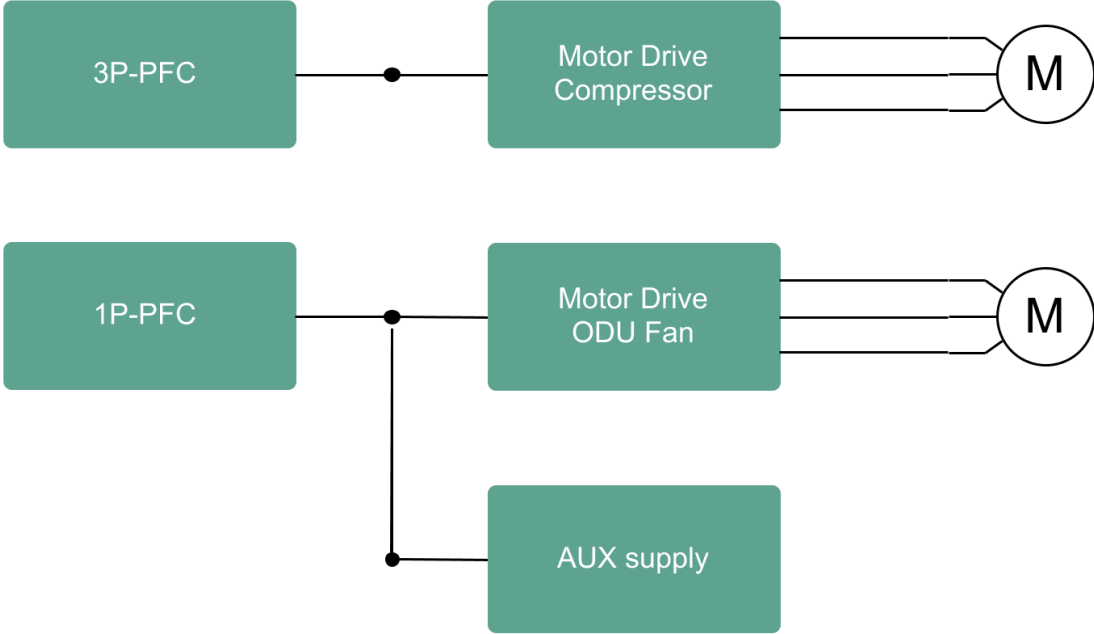 3P-PFC
Motor Drive
Compressor
M
1P-PFC
Motor Drive
ODU Fan
M
AUX supply